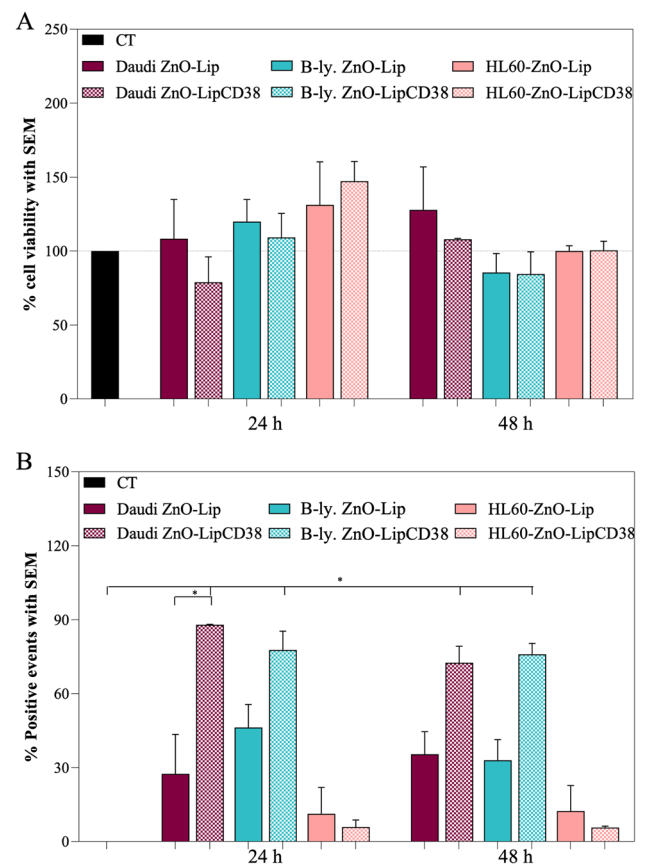 A
% cell viability with SEM
250
200
150
100
50
0
CT
Daudi ZnO-Lip B-ly. ZnO-Lip HL60-ZnO-Lip
Daudi ZnO-LipCD38 B-ly. ZnO-LipCD38 HL60-ZnO-LipCD38
24 h 48 h
B
% Positive events with SEM
150
120
90
60
30
0
CT
Daudi ZnO-Lip B-ly. ZnO-Lip HL60-ZnO-Lip
Daudi ZnO-LipCD38 B-ly. ZnO-LipCD38 HL60-ZnO-LipCD38
*
*
24 h 48 h